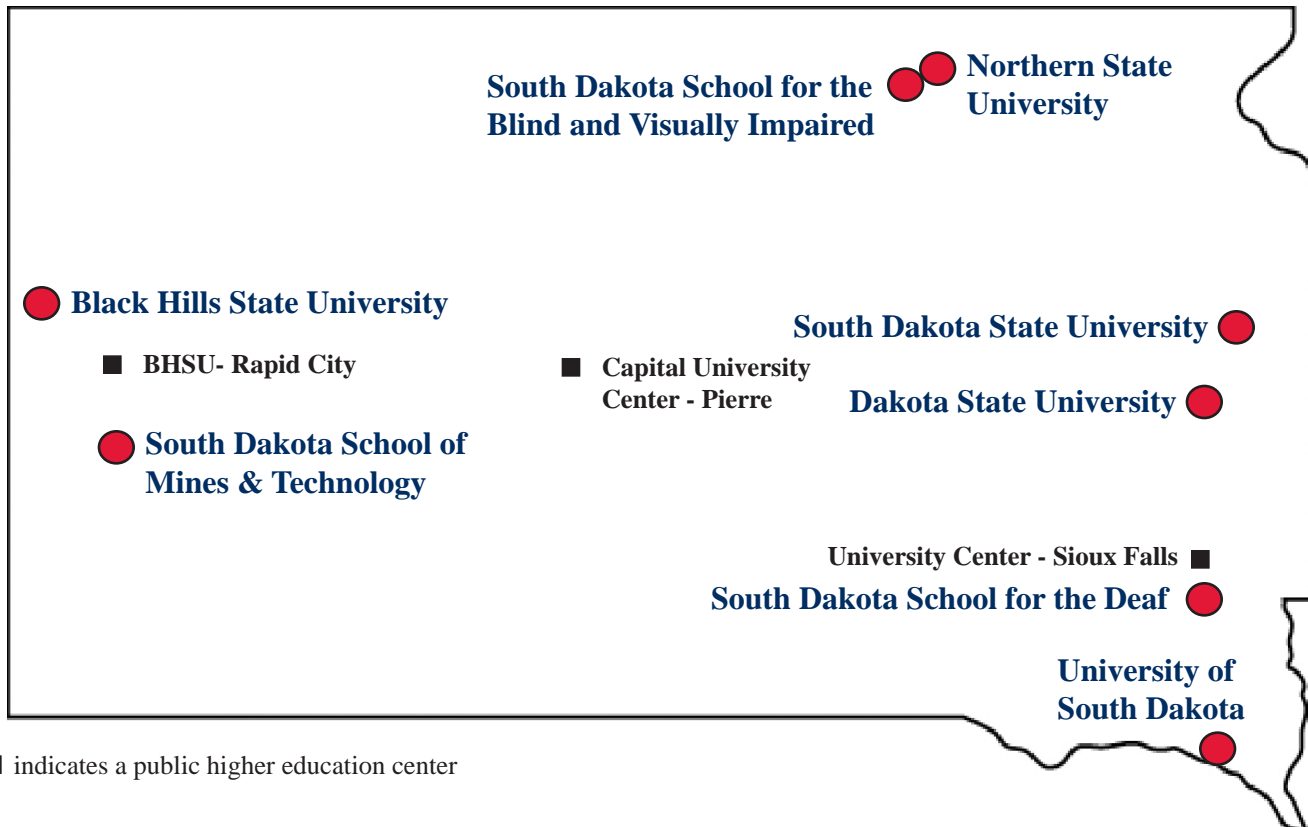 Northern State
University
South Dakota School for the
Blind and Visually Impaired
Black Hills State University
South Dakota State University
BHSU- Rapid City
Capital University
Center - Pierre
Dakota State University
South Dakota School of
Mines & Technology
University Center - Sioux Falls
South Dakota School for the Deaf
University of
South Dakota
indicates a public higher education center